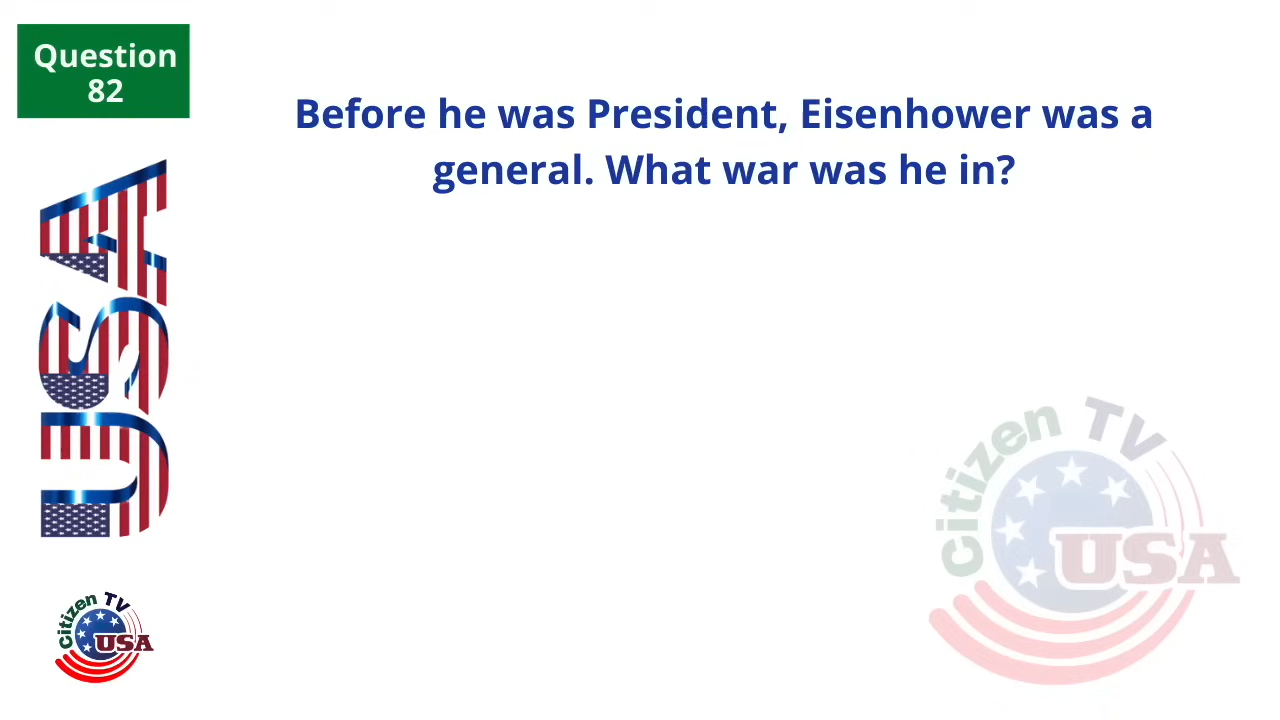 Question
82
Before he was President, Eisenhower was a
general. What war was he in?
USA
Citizen TV
USA
Citizen TV
USA